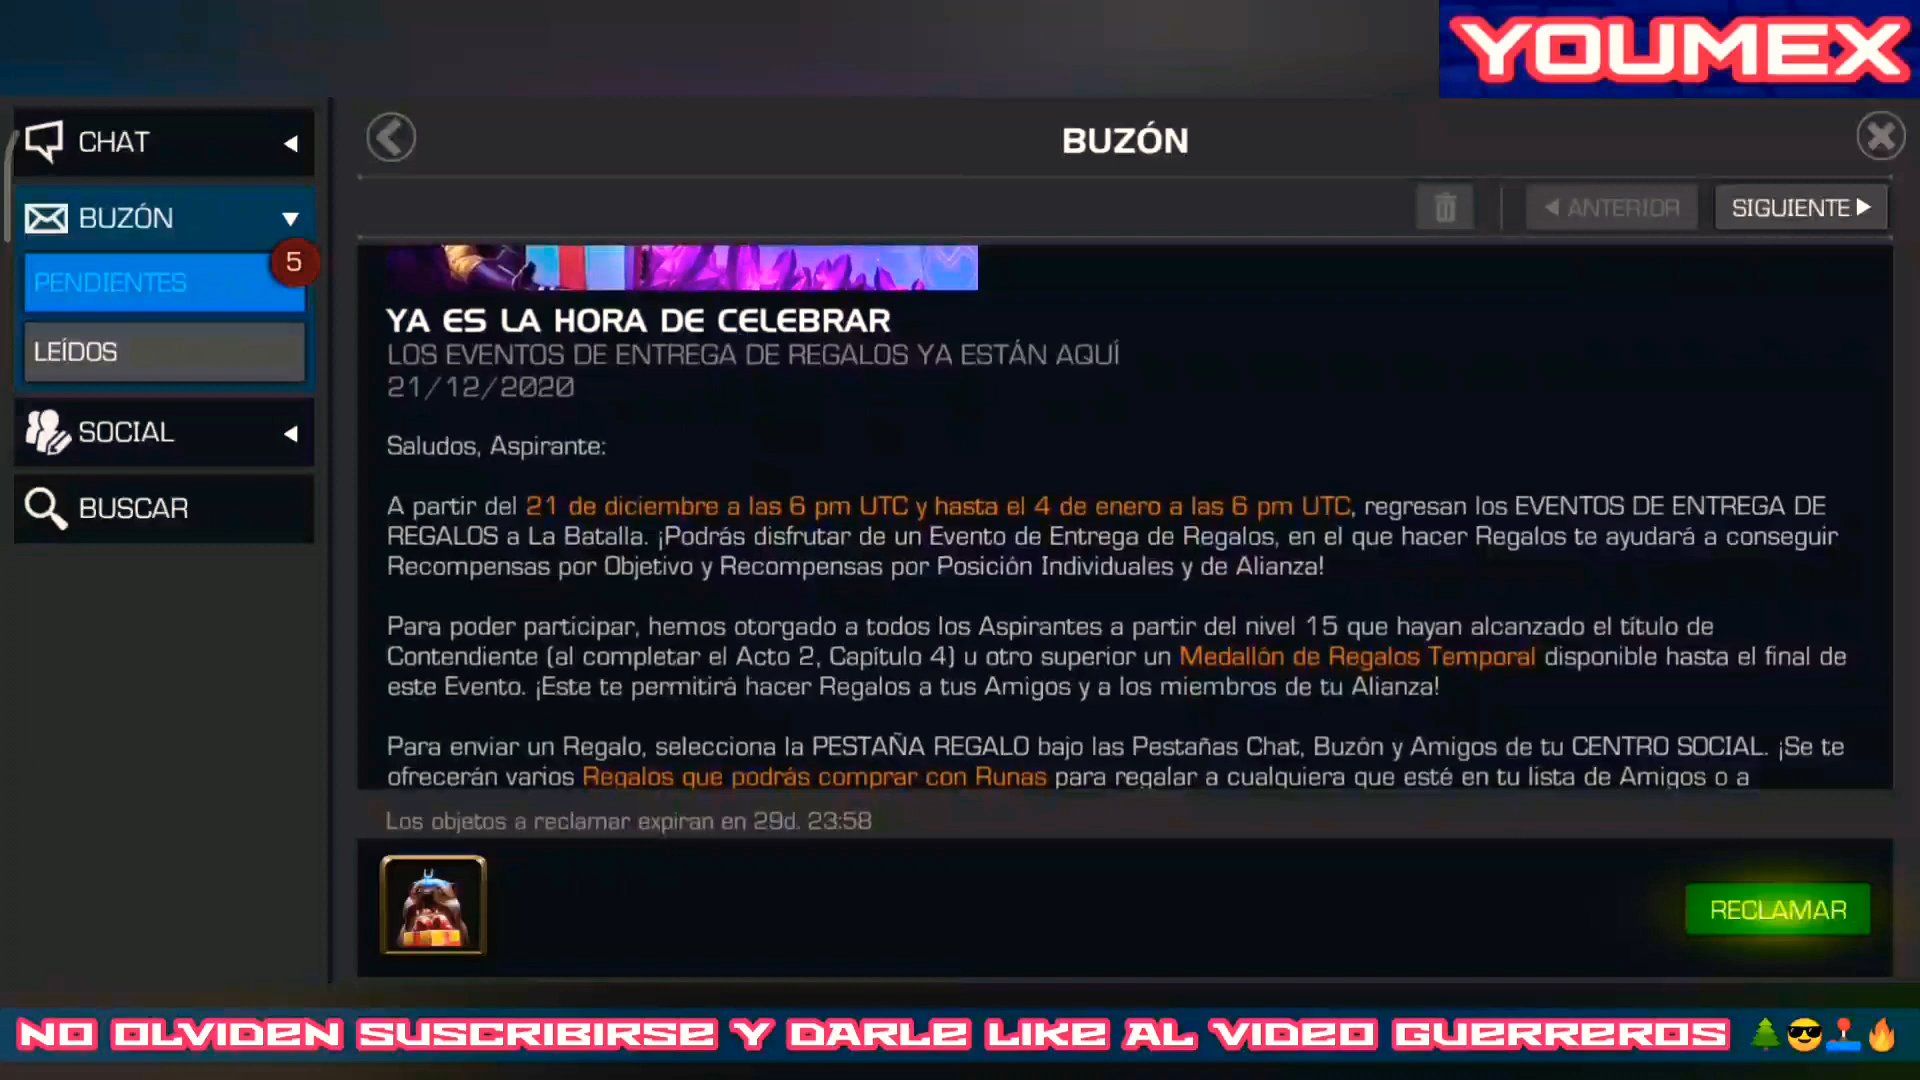 YOUMEX
CHAT
BUZÓN
5
PENDIENTES
LEÍDOS
SOCIAL
BUSCAR
BUZÓN
ANTERIOR
SIGUIENTE
YA ES LA HORA DE CELEBRAR
LOS EVENTOS DE ENTREGA DE REGALOS YA ESTÁN AQUÍ
21/12/2020
Saludos, Aspirante:
A partir del 21 de diciembre a las 6 pm UTC y hasta el 4 de enero a las 6 pm UTC, regresan los EVENTOS DE ENTREGA DE
REGALOS a La Batalla. ¡Podrás disfrutar de un Evento de Entrega de Regalos, en el que hacer Regalos te ayudará a conseguir
Recompensas por Objetivo y Recompensas por Posición Individuales y de Alianza!
Para poder participar, hemos otorgado a todos los Aspirantes a partir del nivel 15 que hayan alcanzado el título de
Contendiente (al completar el Acto 2, Capítulo 4) u otro superior un Medallón de Regalos Temporal disponible hasta el final de
este Evento. ¡Este te permitirá hacer Regalos a tus Amigos y a los miembros de tu Alianza!
Para enviar un Regalo, selecciona la PESTAÑA REGALO bajo las Pestañas Chat, Buzón y Amigos de tu CENTRO SOCIAL. ¡Se te
ofrecerán varios Regalos que podrás comprar con Runas para regalar a cualquiera que esté en tu lista de Amigos o a
Los objetos a reclamar expiran en 29d. 23:58
RECLAMAR
NO OLVIDEN SUSCRIBIRSE Y DARLE LIKE AL VIDEO GUERREROS 🌲😎🕹️🔥